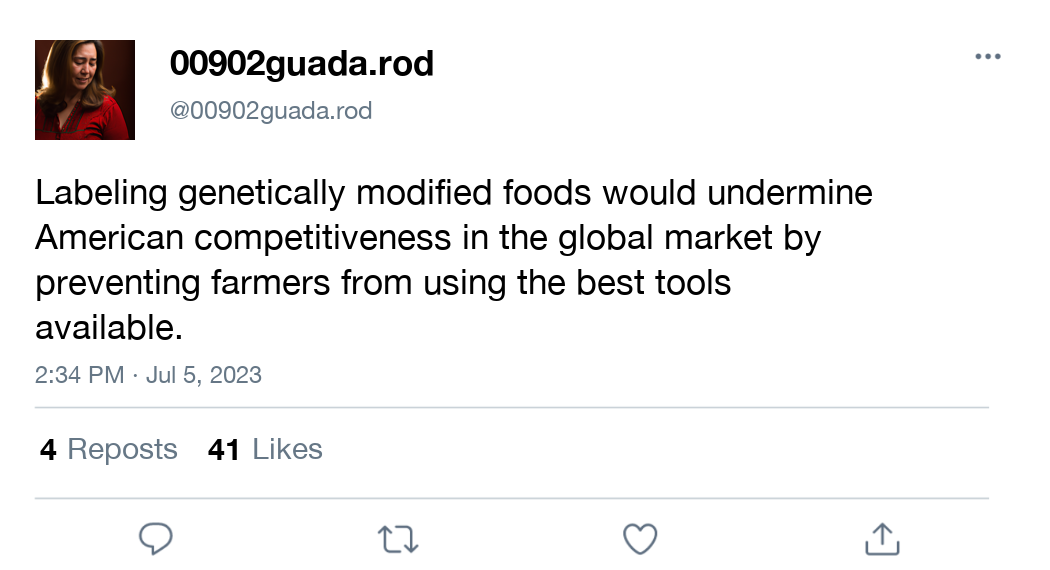 00902guada.rod
@00902guada.rod
Labeling genetically modified foods would undermine
American competitiveness in the global market by
preventing farmers from using the best tools
available.
2:34 PM · Jul 5, 2023
4 Reposts 41 Likes